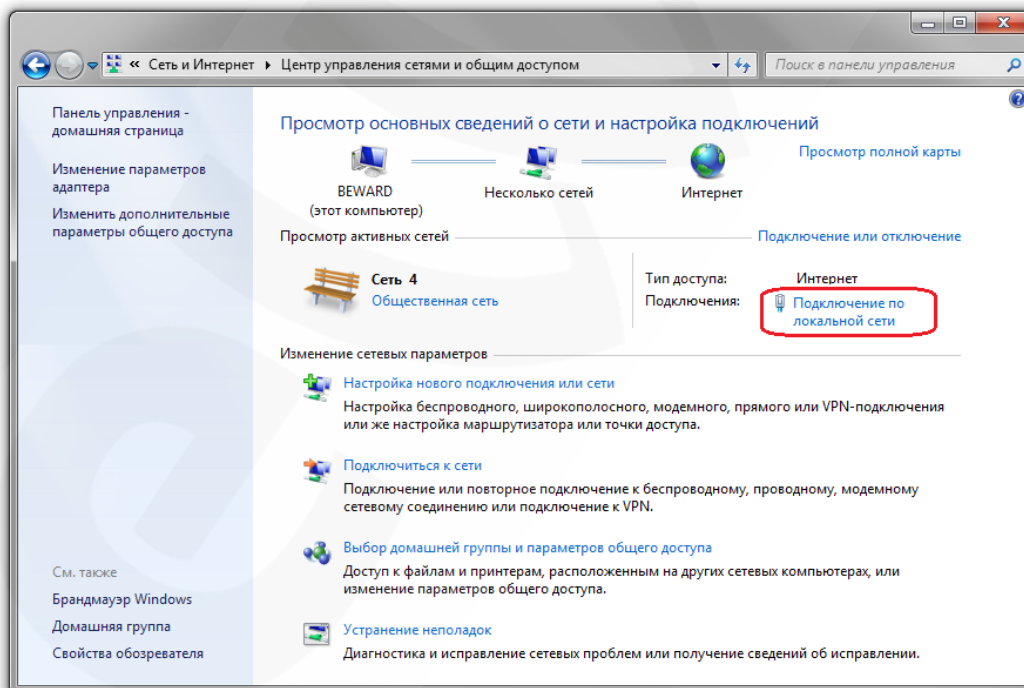 « Сеть и Интернет ▸ Центр управления сетями и общим доступом
Поиск в панели управления
Панель управления -
домашняя страница
Изменение параметров
адаптера
Изменить дополнительные
параметры общего доступа
См. также
Брандмауэр Windows
Домашняя группа
Свойства обозревателя
Просмотр основных сведений о сети и настройка подключений
Просмотр полной карты
BEWARD
(этот компьютер)
Несколько сетей
Интернет
Просмотр активных сетей
Подключение или отключение
Сеть 4
Общественная сеть
Тип доступа: Интернет
Подключения: Подключение по
локальной сети
Изменение сетевых параметров
Настройка нового подключения или сети
Настройка беспроводного, широкополосного, модемного, прямого или VPN-подключения
или же настройка маршрутизатора или точки доступа.
Подключиться к сети
Подключение или повторное подключение к беспроводному, проводному, модемному
сетевому соединению или подключение к VPN.
Выбор домашней группы и параметров общего доступа
Доступ к файлам и принтерам, расположенным на других сетевых компьютерах, или
изменение параметров общего доступа.
Устранение неполадок
Диагностика и исправление сетевых проблем или получение сведений об исправлении.